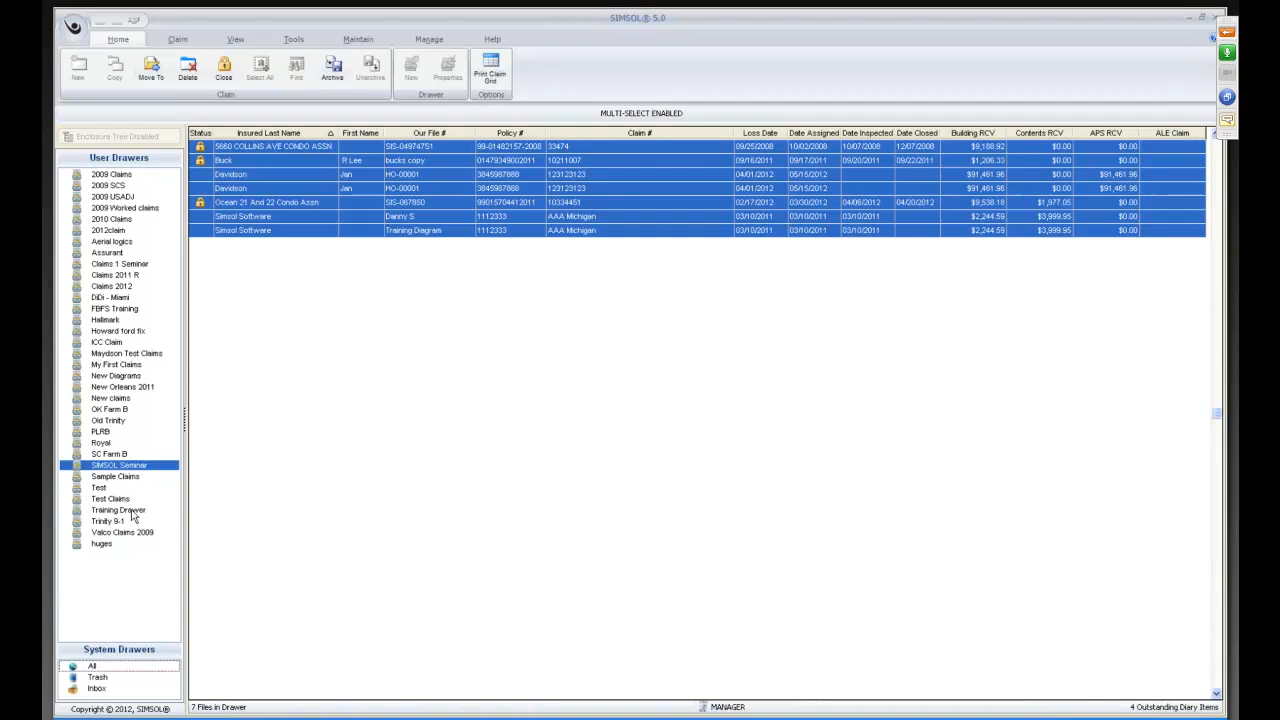 SIMSOL® 5.0
Home Claim View Tools Maintain Manage Help
New Copy Move To Delete Close Select All Find Archive Unarchive New Properties Print Claim Grid
Claim Drawer Options
MULTI-SELECT ENABLED
Enclosure Tree Disabled
User Drawers
2009 Claims
2009 SCS
2009 USADJ
2009 Worked claims
2010 Claims
2012claim
Aerial logics
Assurant
Claims 1 Seminar
Claims 2011 R
Claims 2012
DiDi - Miami
FBFS Training
Hallmark
Howard ford fix
ICC Claim
Maydson Test Claims
My First Claims
New Diagrams
New Orleans 2011
New claims
OK Farm B
Old Trinity
PLRB
Royal
SC Farm B
SIMSOL Seminar
Sample Claims
Test
Test Claims
Training Drawer
Trinity 9-1
Valco Claims 2009
huges
System Drawers
All
Trash
Inbox
Copyright © 2012, SIMSOL®
Status Insured Last Name First Name Our File # Policy # Claim # Loss Date Date Assigned Date Inspected Date Closed Building RCV Contents RCV APS RCV ALE Claim
5660 COLLINS AVE CONDO ASSN SIS-049747S1 99-01482157-2008 33474 09/25/2008 10/02/2008 10/07/2008 12/07/2008 $9,188.92 $0.00 $0.00
Buck R Lee bucks copy 01479349002011 10211007 09/16/2011 09/17/2011 09/20/2011 09/22/2011 $1,206.33 $0.00 $0.00
Davidson Jan HO-00001 3845987888 123123123 04/01/2012 05/15/2012 $91,461.96 $0.00 $91,461.96
Davidson Jan HO-00001 3845987888 123123123 04/01/2012 05/15/2012 $91,461.96 $0.00 $91,461.96
Ocean 21 And 22 Condo Assn SIS-067850 99015704412011 10334451 02/17/2012 03/30/2012 04/06/2012 04/20/2012 $9,538.18 $1,977.05 $0.00
Simsol Software Danny S 1112333 AAA Michigan 03/10/2011 03/10/2011 03/10/2011 $2,244.59 $3,999.95 $0.00
Simsol Software Training Diagram 1112333 AAA Michigan 03/10/2011 03/10/2011 03/10/2011 $2,244.59 $3,999.95 $0.00
7 Files in Drawer MANAGER 4 Outstanding Diary Items